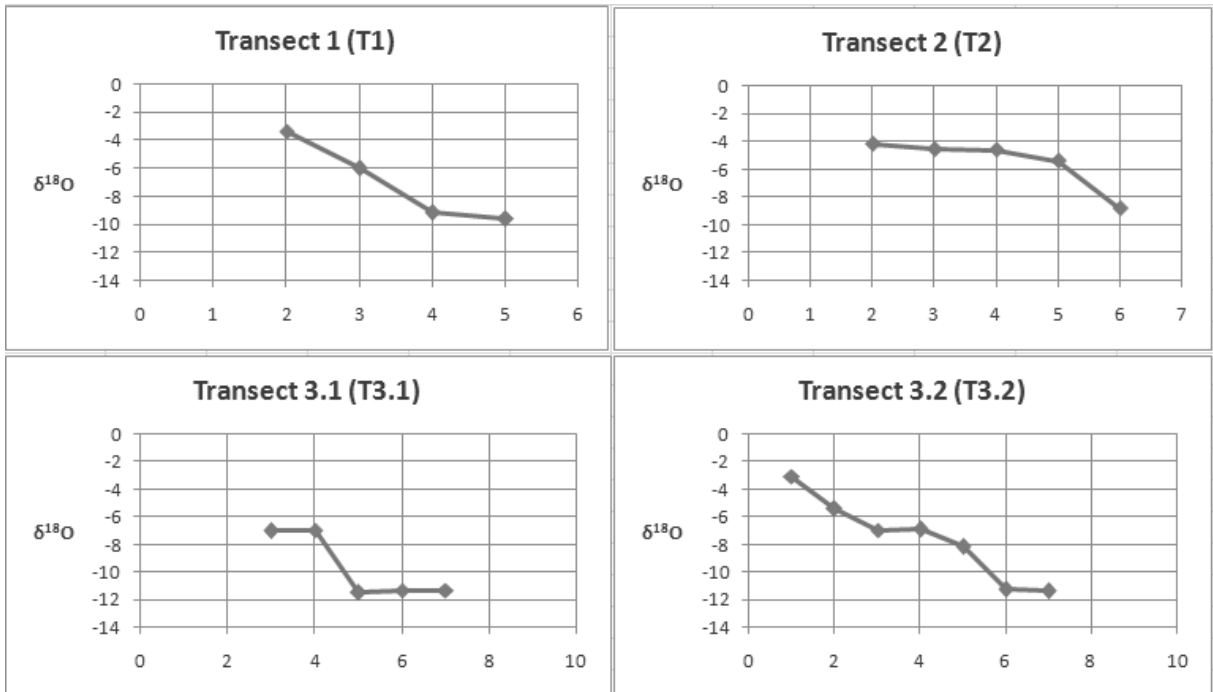 Transect 1 (T1)
0
-2
-4
-6
-8
-10
-12
-14
δ¹⁸O
0 1 2 3 4 5 6
Transect 2 (T2)
0
-2
-4
-6
-8
-10
-12
-14
δ¹⁸O
0 1 2 3 4 5 6 7
Transect 3.1 (T3.1)
0
-2
-4
-6
-8
-10
-12
-14
δ¹⁸O
0 2 4 6 8 10
Transect 3.2 (T3.2)
0
-2
-4
-6
-8
-10
-12
-14
δ¹⁸O
0 2 4 6 8 10